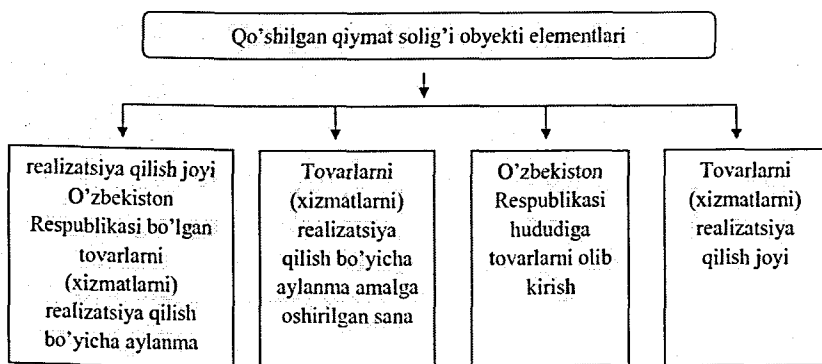 Qo'shilgan qiymat solig'i obyekti elementlari
realizatsiya qilish joyi
O'zbekiston
Respublikasi bo'lgan
tovarlarni
(xizmatlarni)
realizatsiya qilish
bo'yicha aylanma
Tovarlarni
(xizmatlarni)
realizatsiya
qilish bo'yicha
aylanma amalga
oshirilgan sana
O'zbekiston
Respublikasi
hududiga
tovarlarni olib
kirish
Tovarlarni
(xizmatlarni)
realizatsiya
qilish joyi